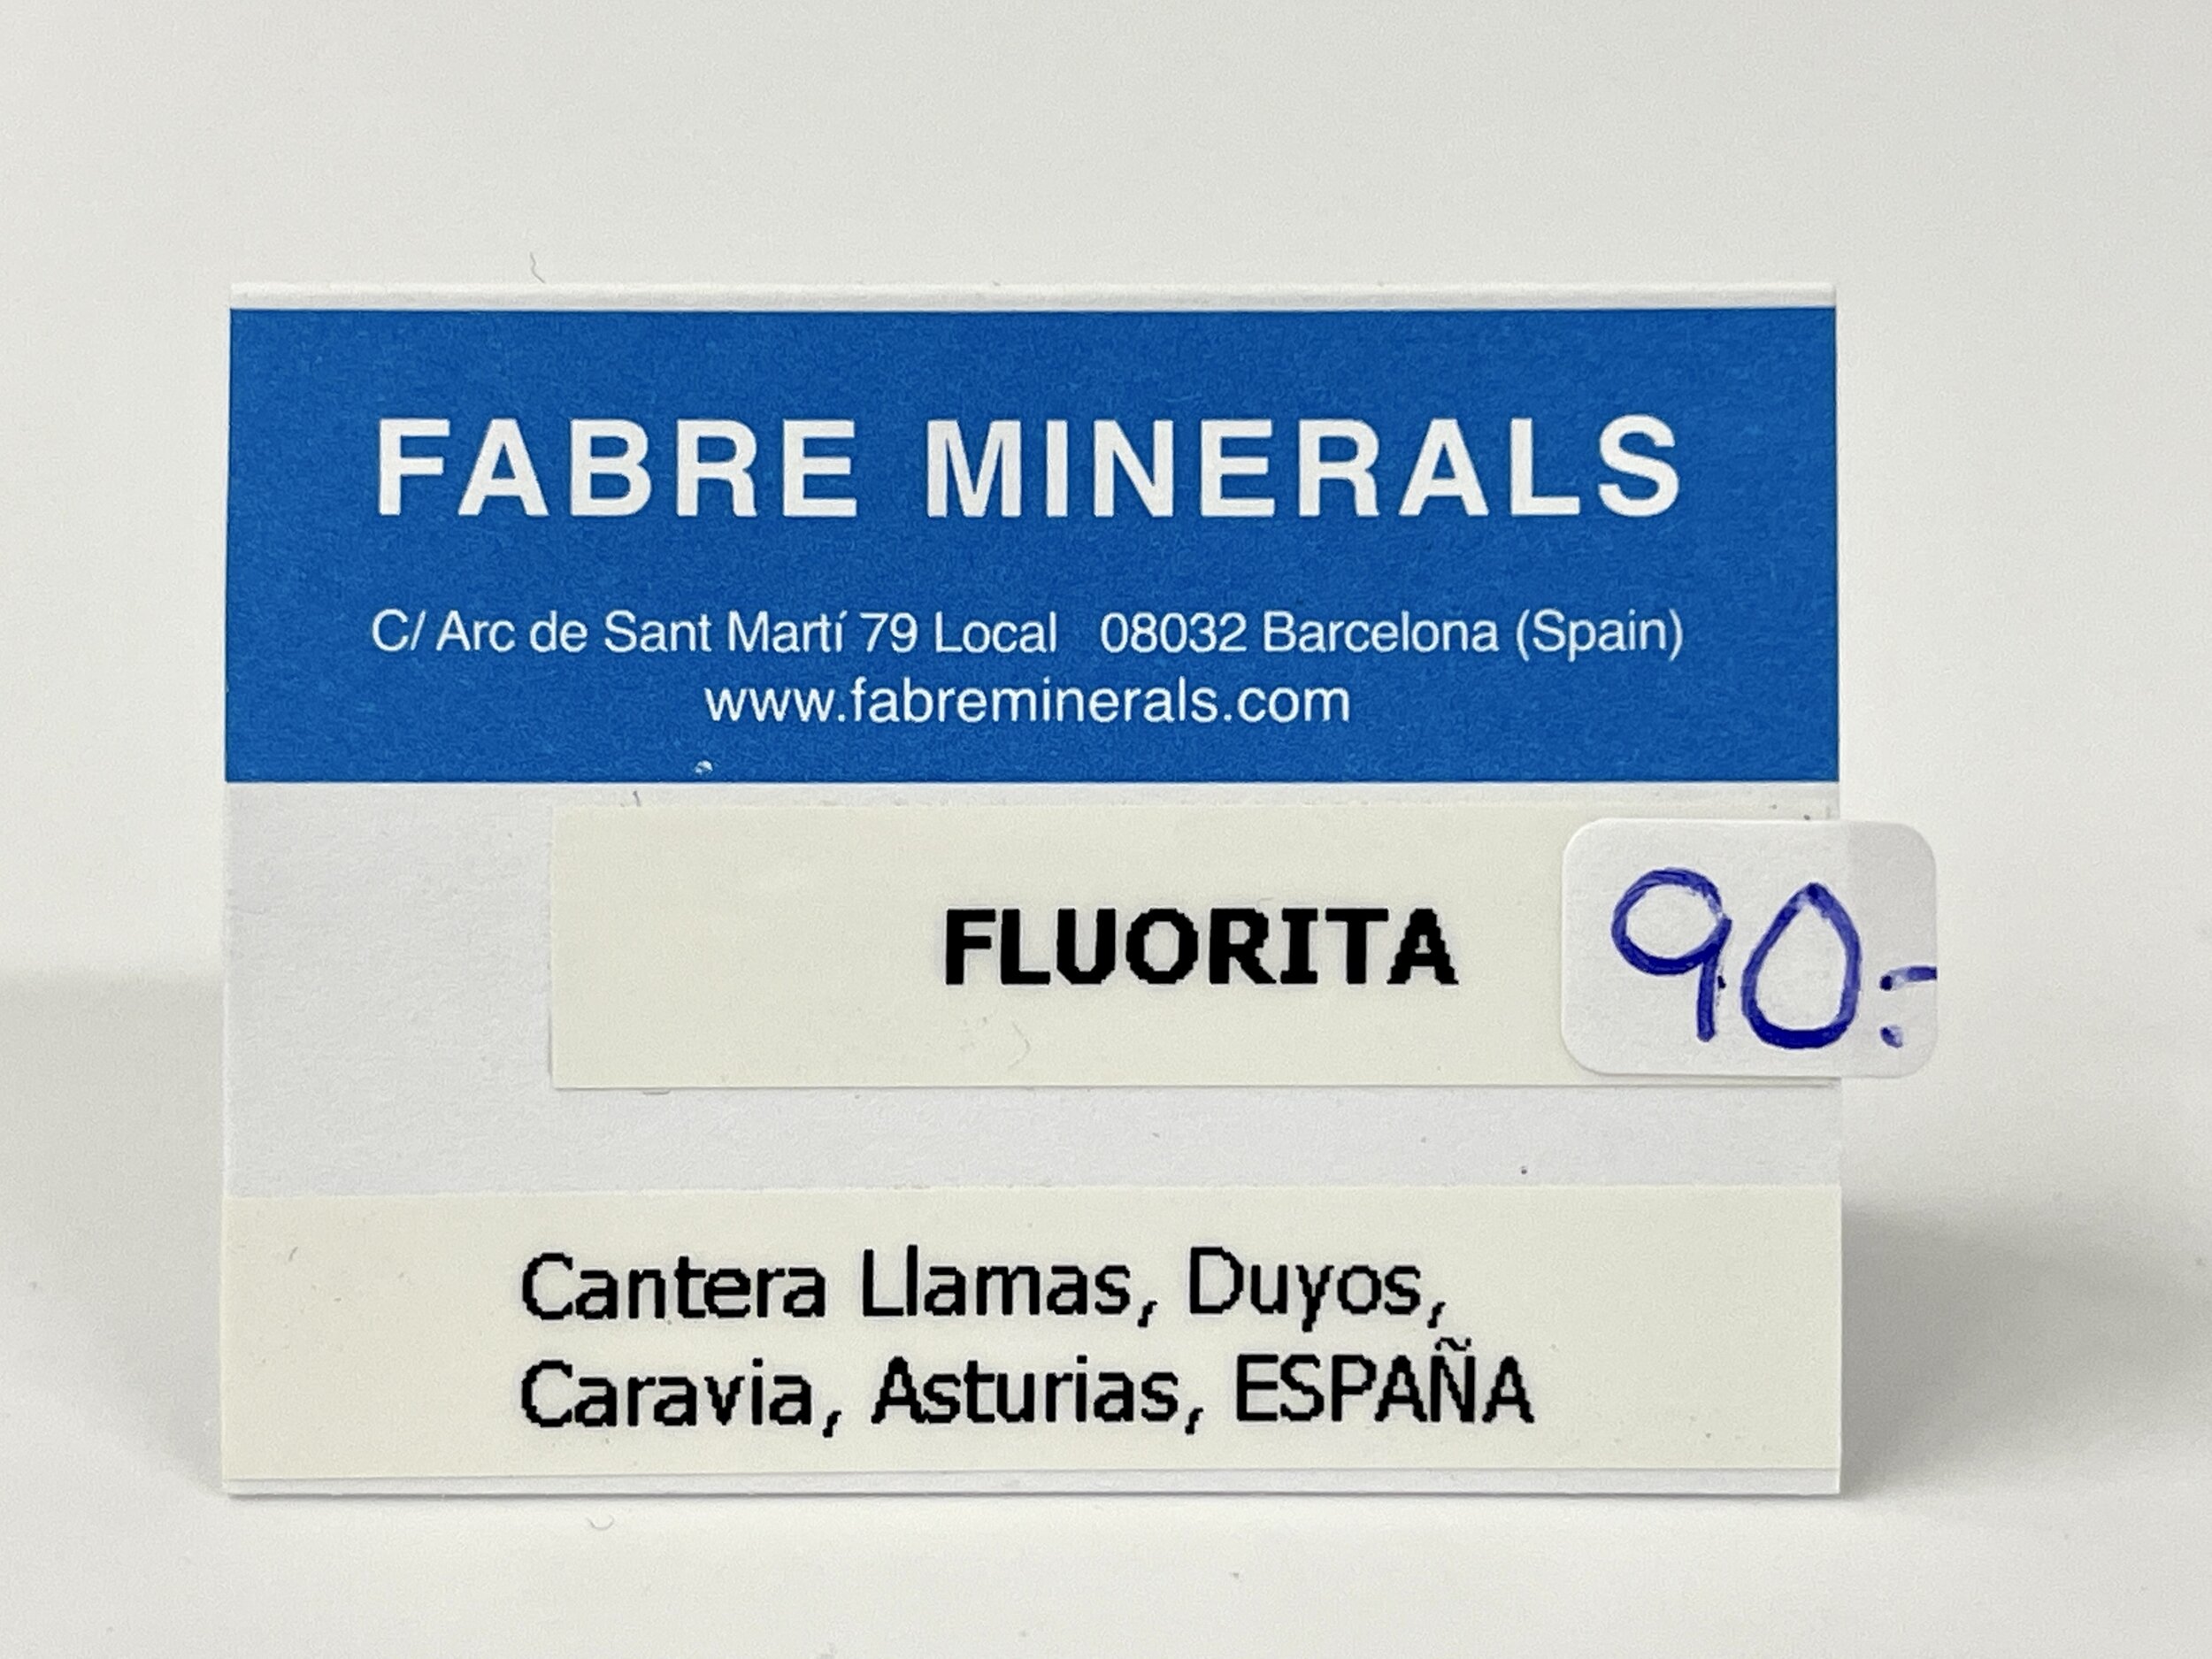 FABRE MINERALS
C/ Arc de Sant Martí 79 Local 08032 Barcelona (Spain)
www.fabreminerals.com
FLUORITA
90.-
Cantera Llamas, Duyos,
Caravia, Asturias, ESPAÑA